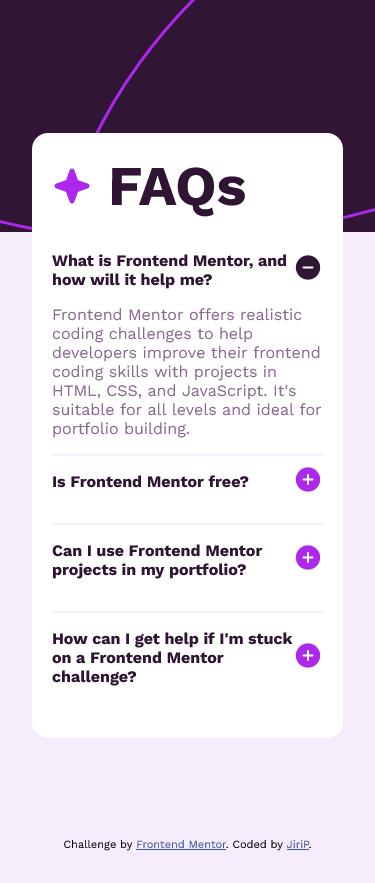 FAQs
What is Frontend Mentor, and
how will it help me?
Frontend Mentor offers realistic
coding challenges to help
developers improve their frontend
coding skills with projects in
HTML, CSS, and JavaScript. It's
suitable for all levels and ideal for
portfolio building.
Is Frontend Mentor free?
Can I use Frontend Mentor
projects in my portfolio?
How can I get help if I'm stuck
on a Frontend Mentor
challenge?
Challenge by Frontend Mentor. Coded by JiriP.